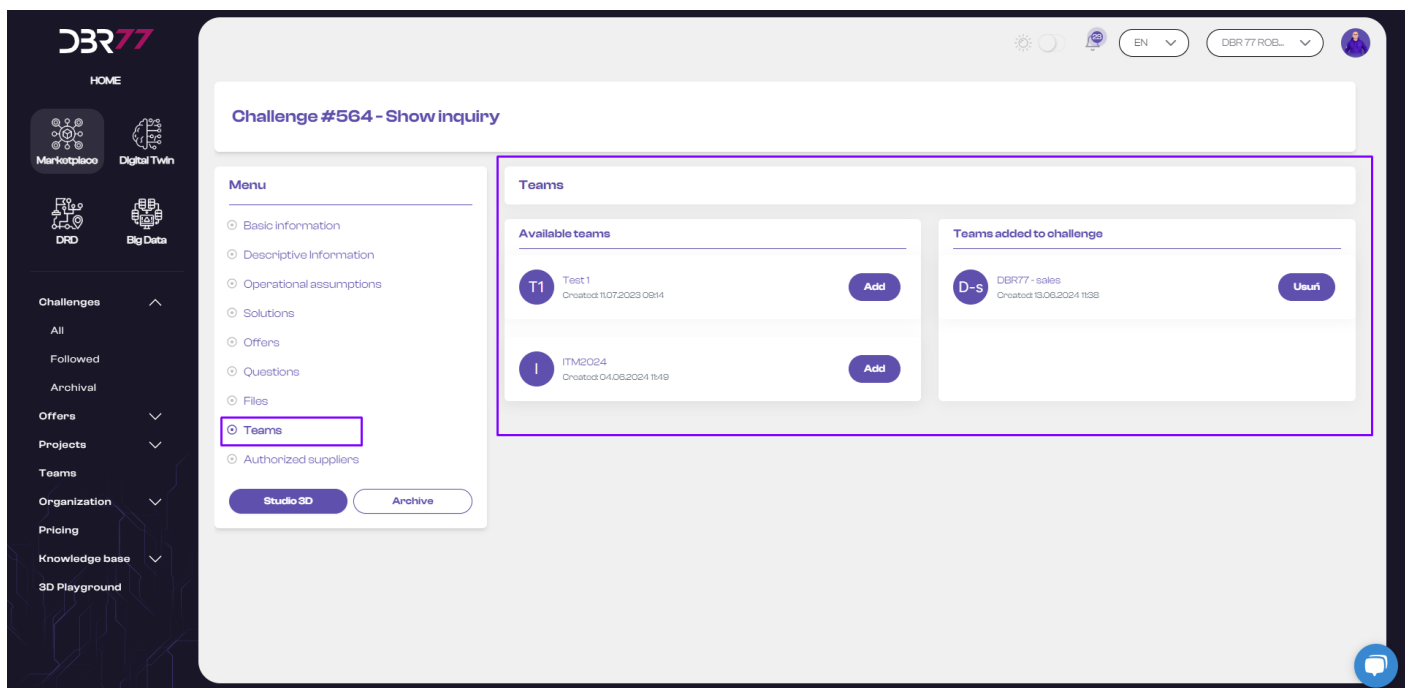 DBR77
HOME
Marketplace
Digital Twin
DRD
Big Data
Challenges
All
Followed
Archival
Offers
Projects
Teams
Organization
Pricing
Knowledge base
3D Playground
23
EN
DBR 77 ROB...
Challenge #564 - Show inquiry
Menu
Basic information
Descriptive Information
Operational assumptions
Solutions
Offers
Questions
Files
Teams
Authorized suppliers
Studio 3D
Archive
Teams
Available teams
T1
Test 1
Created: 11.07.2023 09:14
Add
I
ITM2024
Created: 04.06.2024 11:49
Add
Teams added to challenge
D-s
DBR77 - sales
Created: 13.06.2024 11:38
Usuń